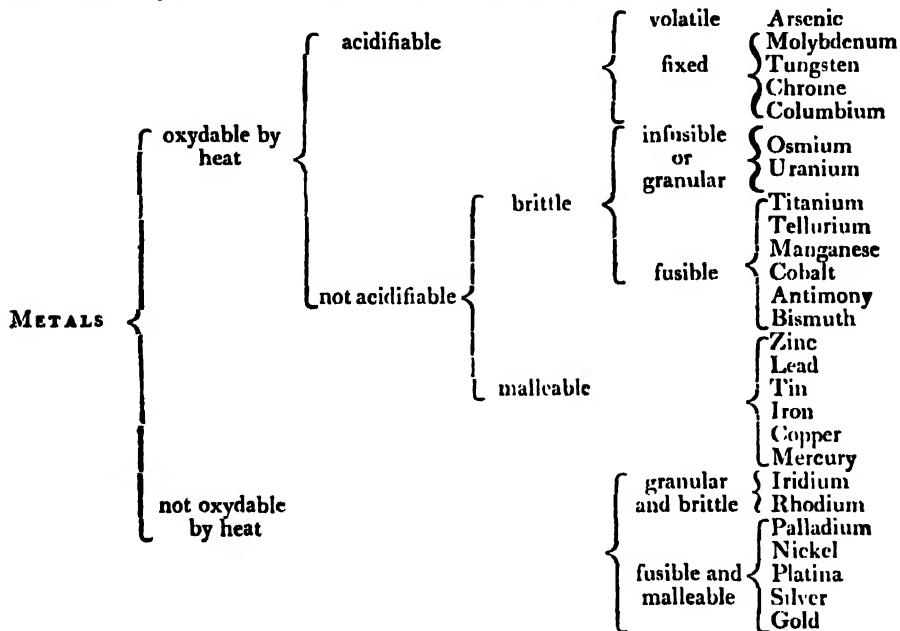 volatile Arsenic
acidifiable Molybdenum
fixed Tungsten
Chrome
Columbium
oxydable by infusible
heat or Osmium
granular Uranium
brittle Titanium
Tellurium
Manganese
fusible Cobalt
not acidifiable Antimony
METALS Bismuth
Zinc
Lead
malleable Tin
Iron
Copper
Mercury
granular Iridium
not oxydable and brittle Rhodium
by heat Palladium
Nickel
fusible and Platina
malleable Silver
Gold